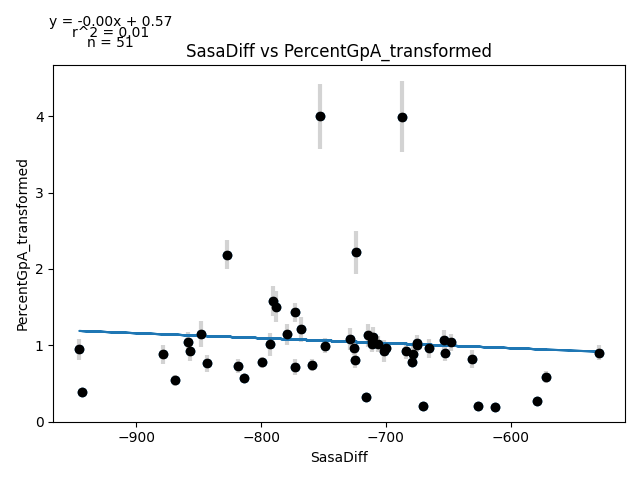 y = -0.00x + 0.57
r^2 = 0.01
n = 51
SasaDiff vs PercentGpA_transformed
PercentGpA_transformed
4
3
2
1
0
−900 −800 −700 −600
SasaDiff